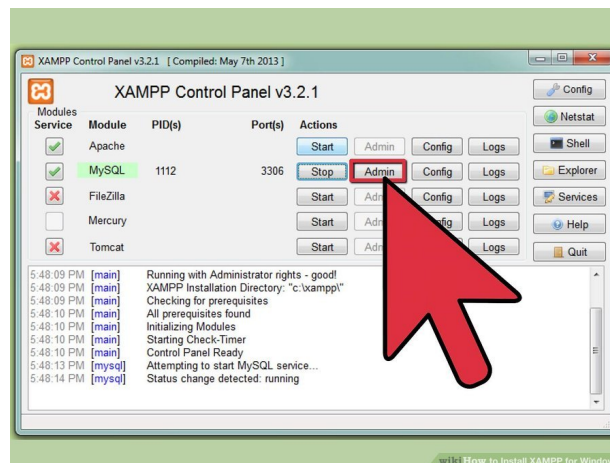 XAMPP Control Panel v3.2.1 [ Compiled: May 7th 2013 ]
XAMPP Control Panel v3.2.1
Config
Modules
Service Module PID(s) Port(s) Actions
Netstat
Apache Start Admin Config Logs
Shell
MySQL 1112 3306 Stop Admin Config Logs
Explorer
FileZilla Start Config Logs
Services
Mercury Start Logs
Help
Tomcat Start Logs
Quit
5:48:09 PM [main] Running with Administrator rights - good!
5:48:09 PM [main] XAMPP Installation Directory: "c:\xampp\"
5:48:09 PM [main] Checking for prerequisites
5:48:10 PM [main] All prerequisites found
5:48:10 PM [main] Initializing Modules
5:48:10 PM [main] Starting Check-Timer
5:48:10 PM [main] Control Panel Ready
5:48:13 PM [mysql] Attempting to start MySQL service...
5:48:14 PM [mysql] Status change detected: running
wikiHow to Install XAMPP for Windows